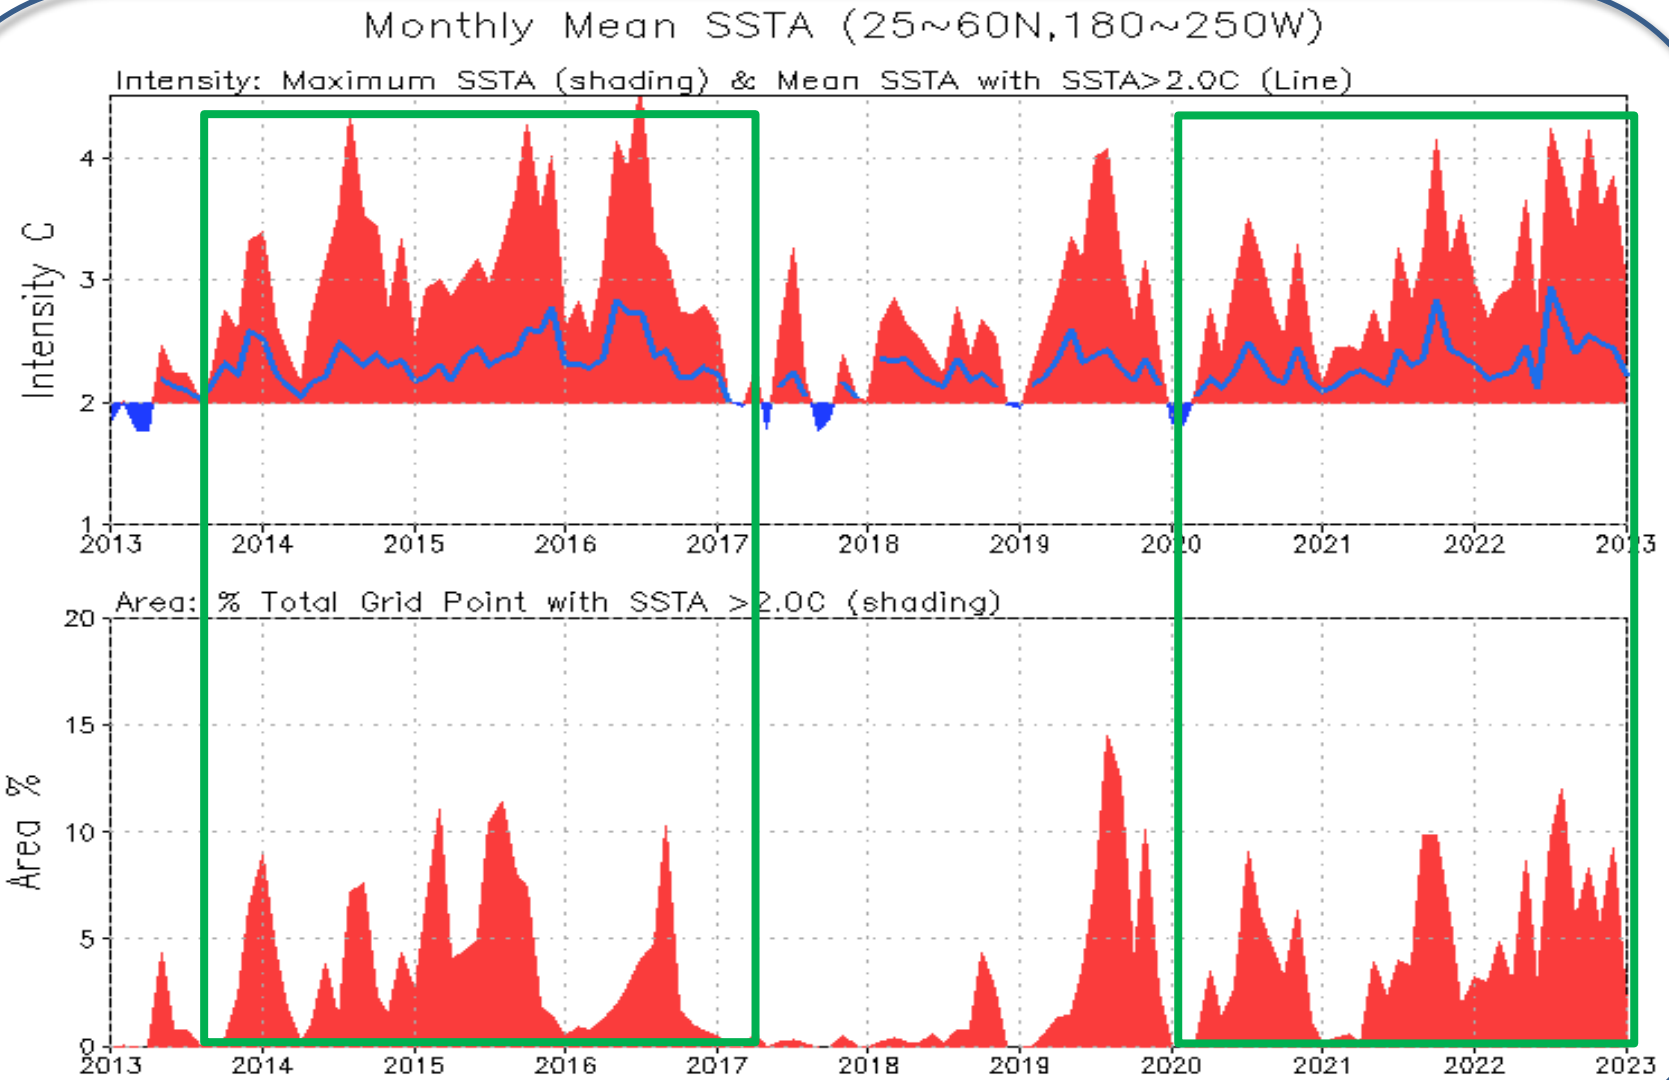 Monthly Mean SSTA (25~60N,180~250W)
Intensity: Maximum SSTA (shading) & Mean SSTA with SSTA>2.0C (Line)
Intensity C
4
3
2
1
2013 2014 2015 2016 2017 2018 2019 2020 2021 2022 2023
Area: % Total Grid Point with SSTA >2.0C (shading)
Area %
20
15
10
5
0
2013 2014 2015 2016 2017 2018 2019 2020 2021 2022 2023